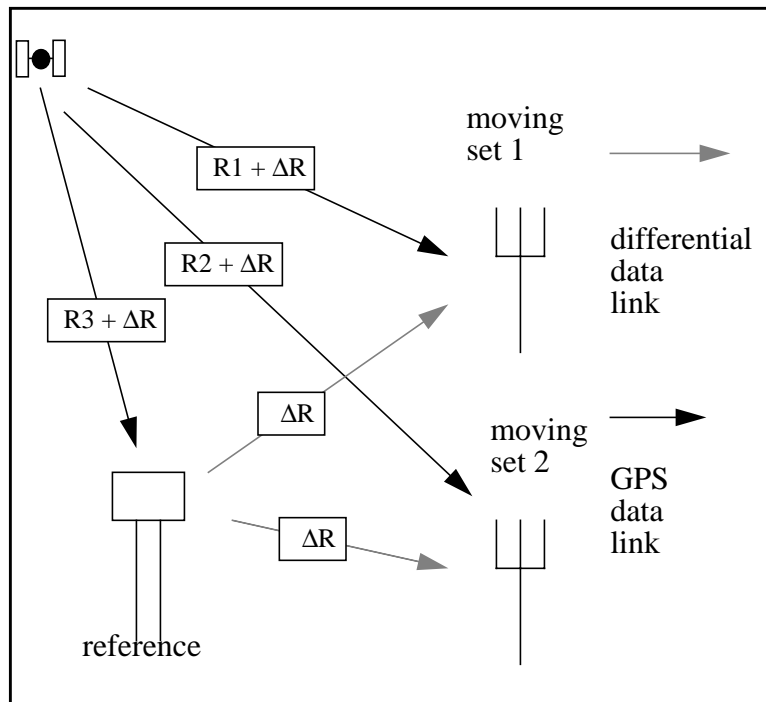 moving
set 1
R1 + ΔR
R2 + ΔR
differential
data
link
R3 + ΔR
ΔR
moving
set 2
GPS
data
link
ΔR
reference